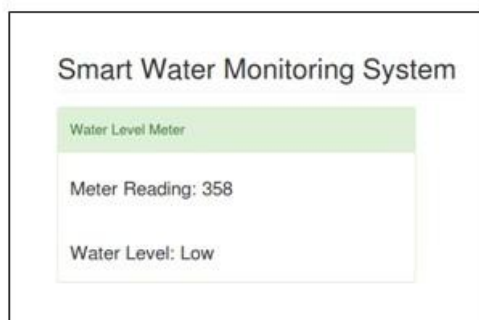 Smart Water Monitoring System
Water Level Meter
Meter Reading: 358
Water Level: Low